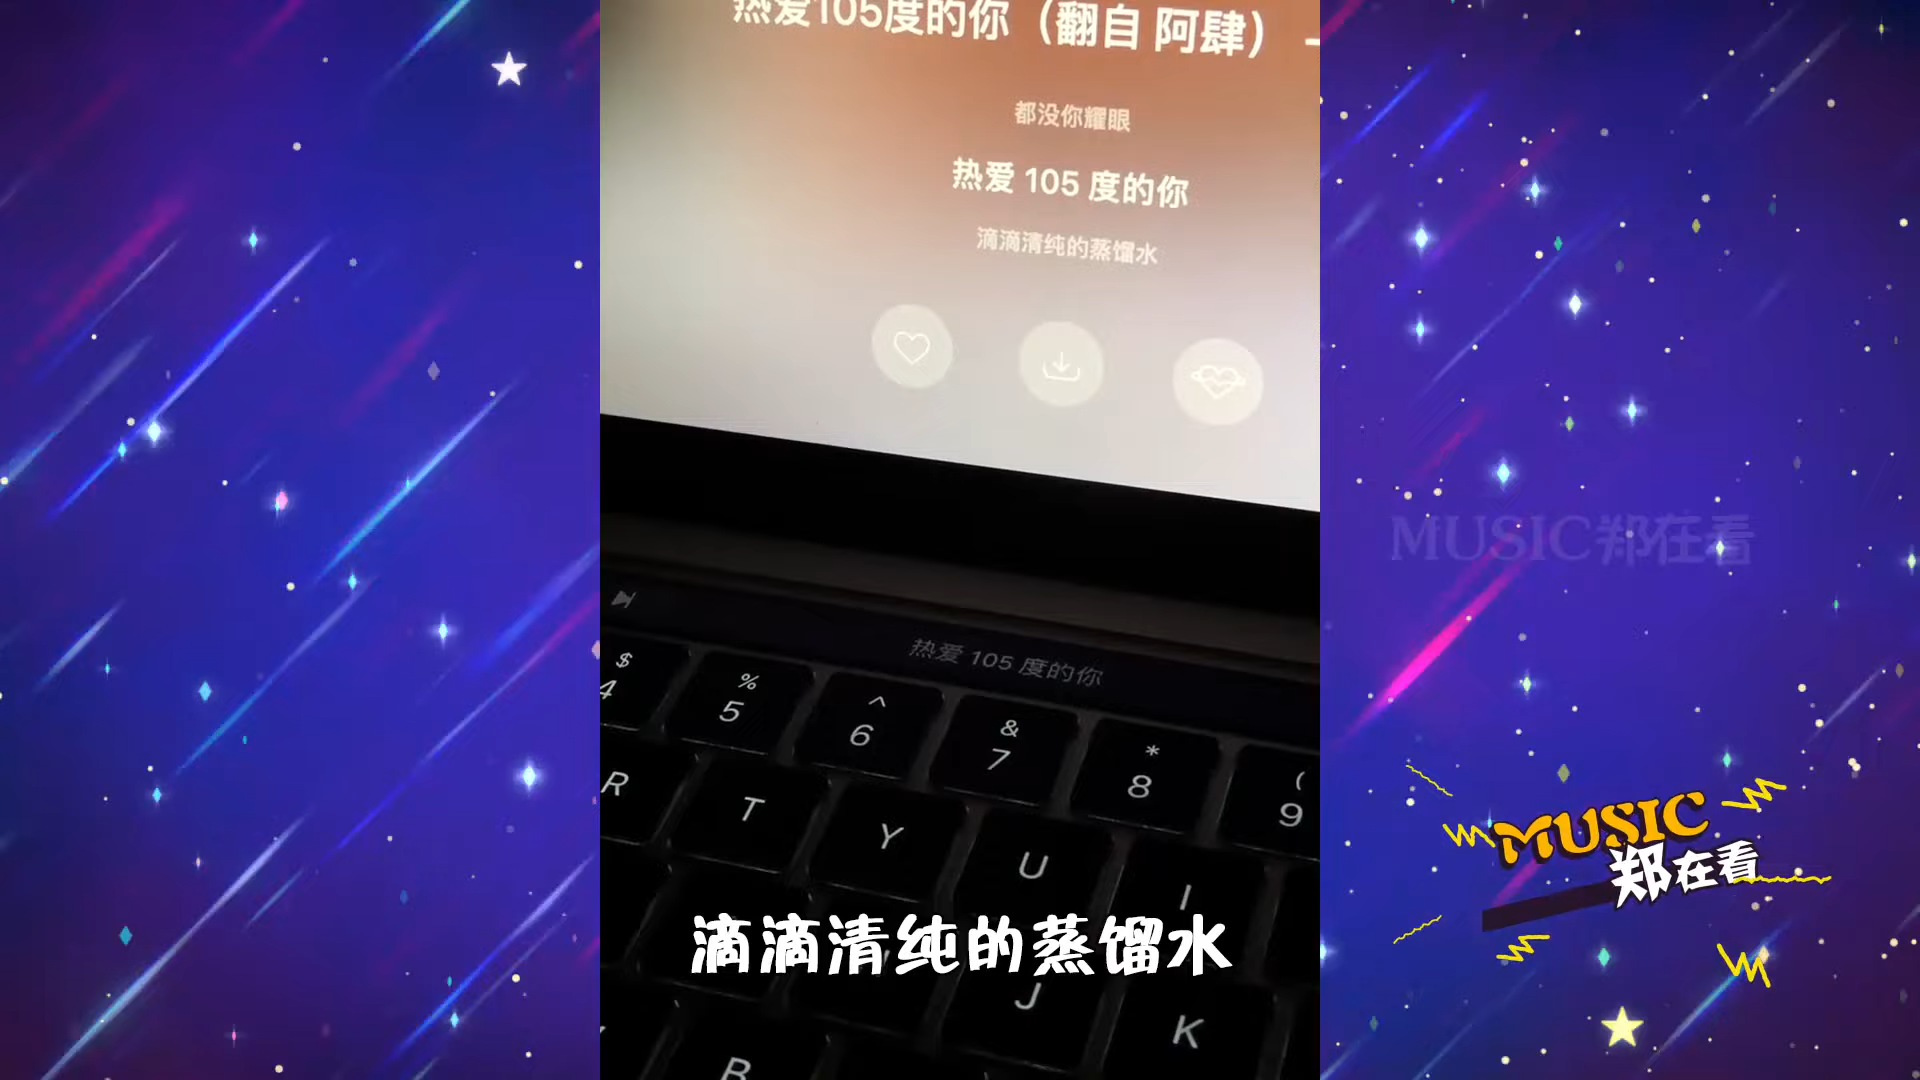 热爱105度的你（翻自 阿肆） -
都没你耀眼
热爱 105 度的你
滴滴清纯的蒸馏水
热爱 105 度的你
$ % ^ & * (
4 5 6 7 8 9
R T Y U I
J K
B
滴滴清纯的蒸馏水
MUSIC郑在看
MUSIC
郑在看